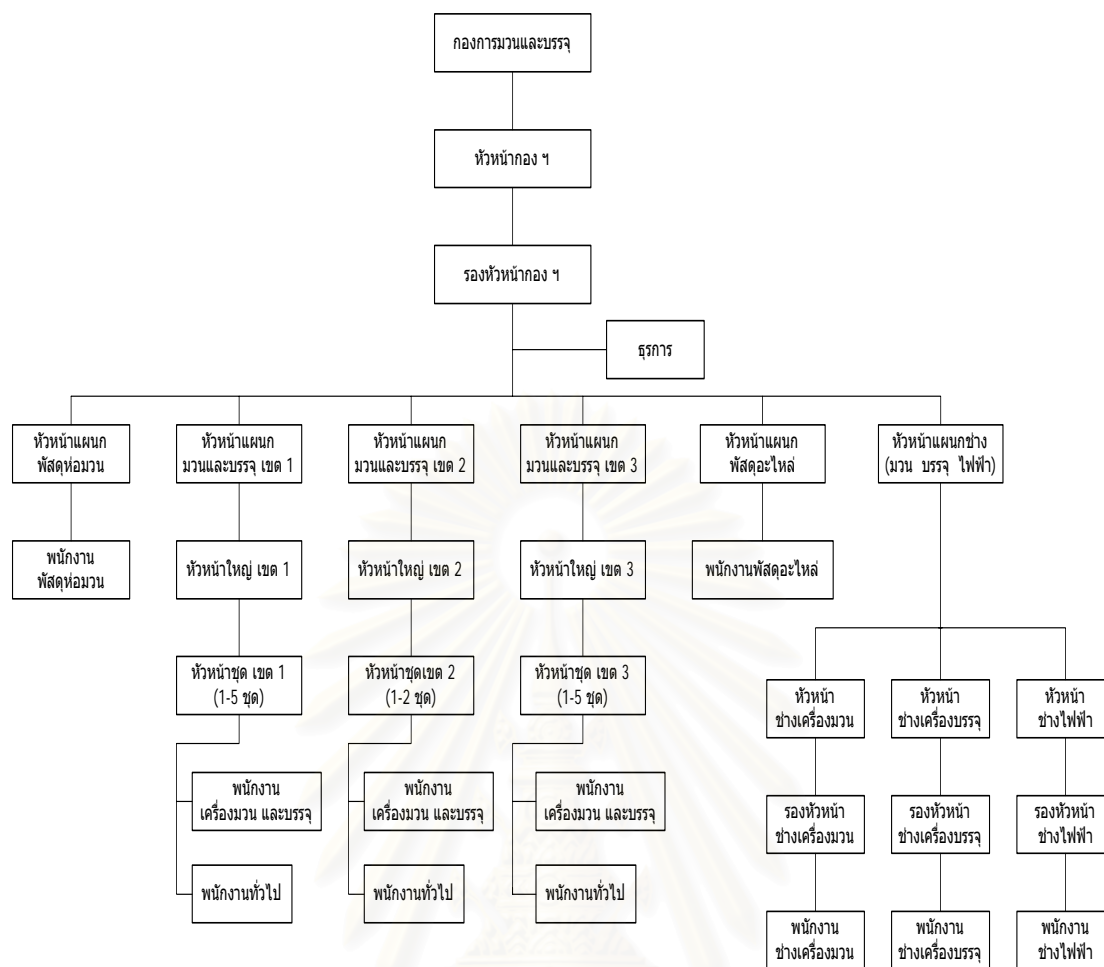 กองการมวนและบรรจุ
หัวหน้ากอง ฯ
รองหัวหน้ากอง ฯ
ธุรการ
หัวหน้าแผนก
พัสดุห่อมวน
หัวหน้าแผนก
มวนและบรรจุ เขต 1
หัวหน้าแผนก
มวนและบรรจุ เขต 2
หัวหน้าแผนก
มวนและบรรจุ เขต 3
หัวหน้าแผนก
พัสดุอะไหล่
หัวหน้าแผนกช่าง
(มวน บรรจุ ไฟฟ้า)
พนักงาน
พัสดุห่อมวน
หัวหน้าใหญ่ เขต 1
หัวหน้าใหญ่ เขต 2
หัวหน้าใหญ่ เขต 3
พนักงานพัสดุอะไหล่
หัวหน้าชุด เขต 1
(1-5 ชุด)
หัวหน้าชุดเขต 2
(1-2 ชุด)
หัวหน้าชุด เขต 3
(1-5 ชุด)
หัวหน้า
ช่างเครื่องมวน
หัวหน้า
ช่างเครื่องบรรจุ
หัวหน้า
ช่างไฟฟ้า
พนักงาน
เครื่องมวน และบรรจุ
พนักงาน
เครื่องมวน และบรรจุ
พนักงาน
เครื่องมวน และบรรจุ
รองหัวหน้า
ช่างเครื่องมวน
รองหัวหน้า
ช่างเครื่องบรรจุ
รองหัวหน้า
ช่างไฟฟ้า
พนักงานทั่วไป
พนักงานทั่วไป
พนักงานทั่วไป
พนักงาน
ช่างเครื่องมวน
พนักงาน
ช่างเครื่องบรรจุ
พนักงาน
ช่างไฟฟ้า